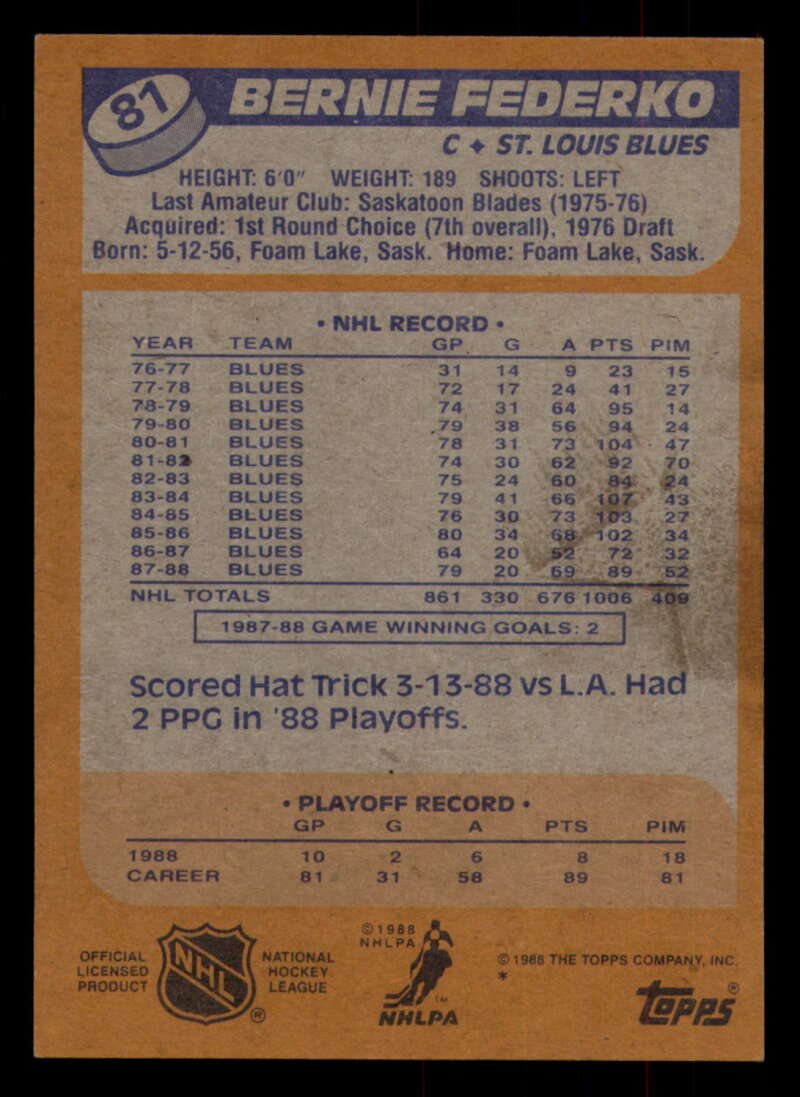 81 BERNIE FEDERKO
C ♦ ST. LOUIS BLUES
HEIGHT: 6'0" WEIGHT: 189 SHOOTS: LEFT
Last Amateur Club: Saskatoon Blades (1975-76)
Acquired: 1st Round Choice (7th overall), 1976 Draft
Born: 5-12-56, Foam Lake, Sask. Home: Foam Lake, Sask.
• NHL RECORD •
YEAR TEAM GP G A PTS PIM
76-77 BLUES 31 14 9 23 15
77-78 BLUES 72 17 24 41 27
78-79 BLUES 74 31 64 95 14
79-80 BLUES 79 38 56 94 24
80-81 BLUES 78 31 73 104 47
81-82 BLUES 74 30 62 92 70
82-83 BLUES 75 24 60 84 24
83-84 BLUES 79 41 66 107 43
84-85 BLUES 76 30 73 103 27
85-86 BLUES 80 34 68 102 34
86-87 BLUES 64 20 52 72 32
87-88 BLUES 79 20 69 89 52
NHL TOTALS 861 330 676 1006 409
1987-88 GAME WINNING GOALS: 2
Scored Hat Trick 3-13-88 vs L.A. Had
2 PPG in '88 Playoffs.
• PLAYOFF RECORD •
GP G A PTS PIM
1988 10 2 6 8 18
CAREER 81 31 58 89 81
OFFICIAL
LICENSED
PRODUCT
NHL
®
NATIONAL
HOCKEY
LEAGUE
©1988
NHLPA
™
NHLPA
© 1988 THE TOPPS COMPANY, INC.
*
topps®